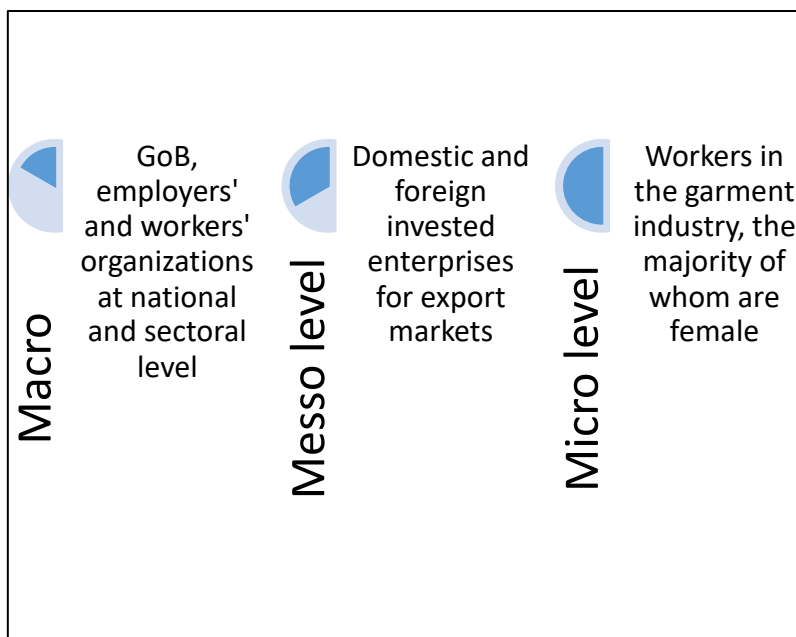 Macro
GoB,
employers'
and workers'
organizations
at national
and sectoral
level
Messo level
Domestic and
foreign
invested
enterprises
for export
markets
Micro level
Workers in
the garment
industry, the
majority of
whom are
female